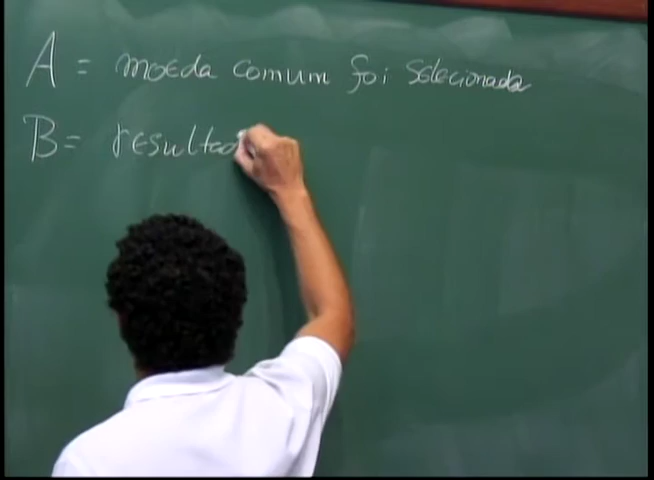 A = moeda comum foi selecionada
B = resultad